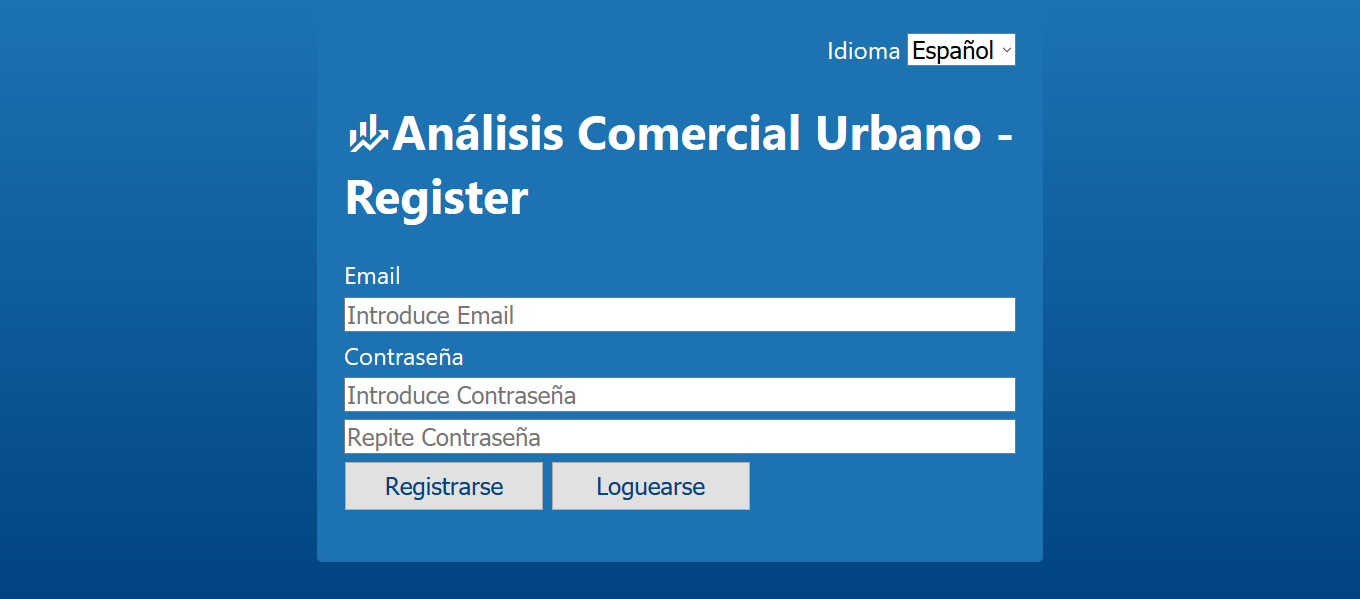 Idioma Español
Análisis Comercial Urbano -
Register
Email
Introduce Email
Contraseña
Introduce Contraseña
Repite Contraseña
Registrarse Loguearse